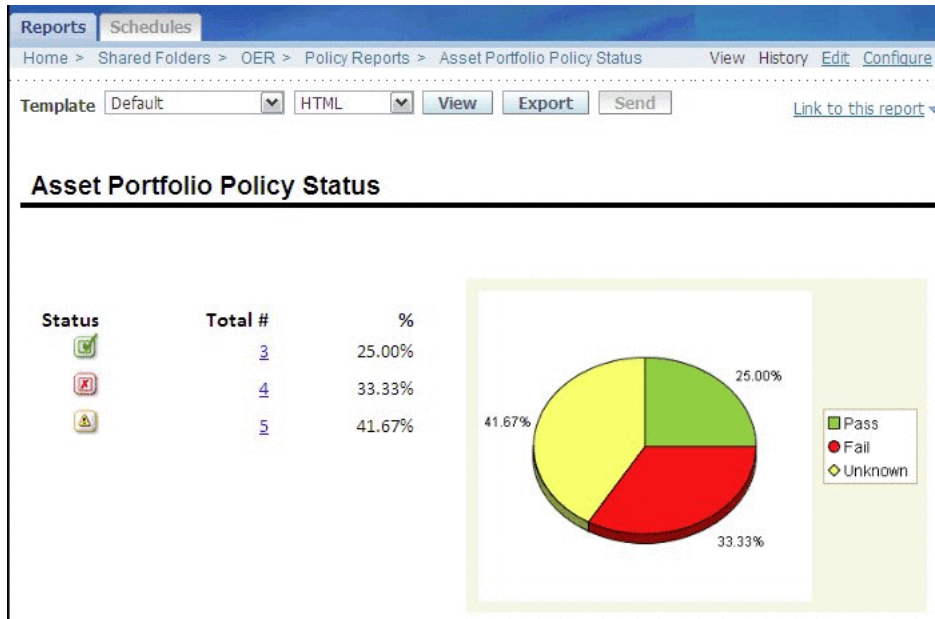 Reports Schedules
Home > Shared Folders > OER > Policy Reports > Asset Portfolio Policy Status View History Edit Configure
Template Default HTML View Export Send Link to this report
Asset Portfolio Policy Status
Status Total # %
3 25.00%
4 33.33%
5 41.67%
25.00%
41.67%
33.33%
Pass
Fail
Unknown